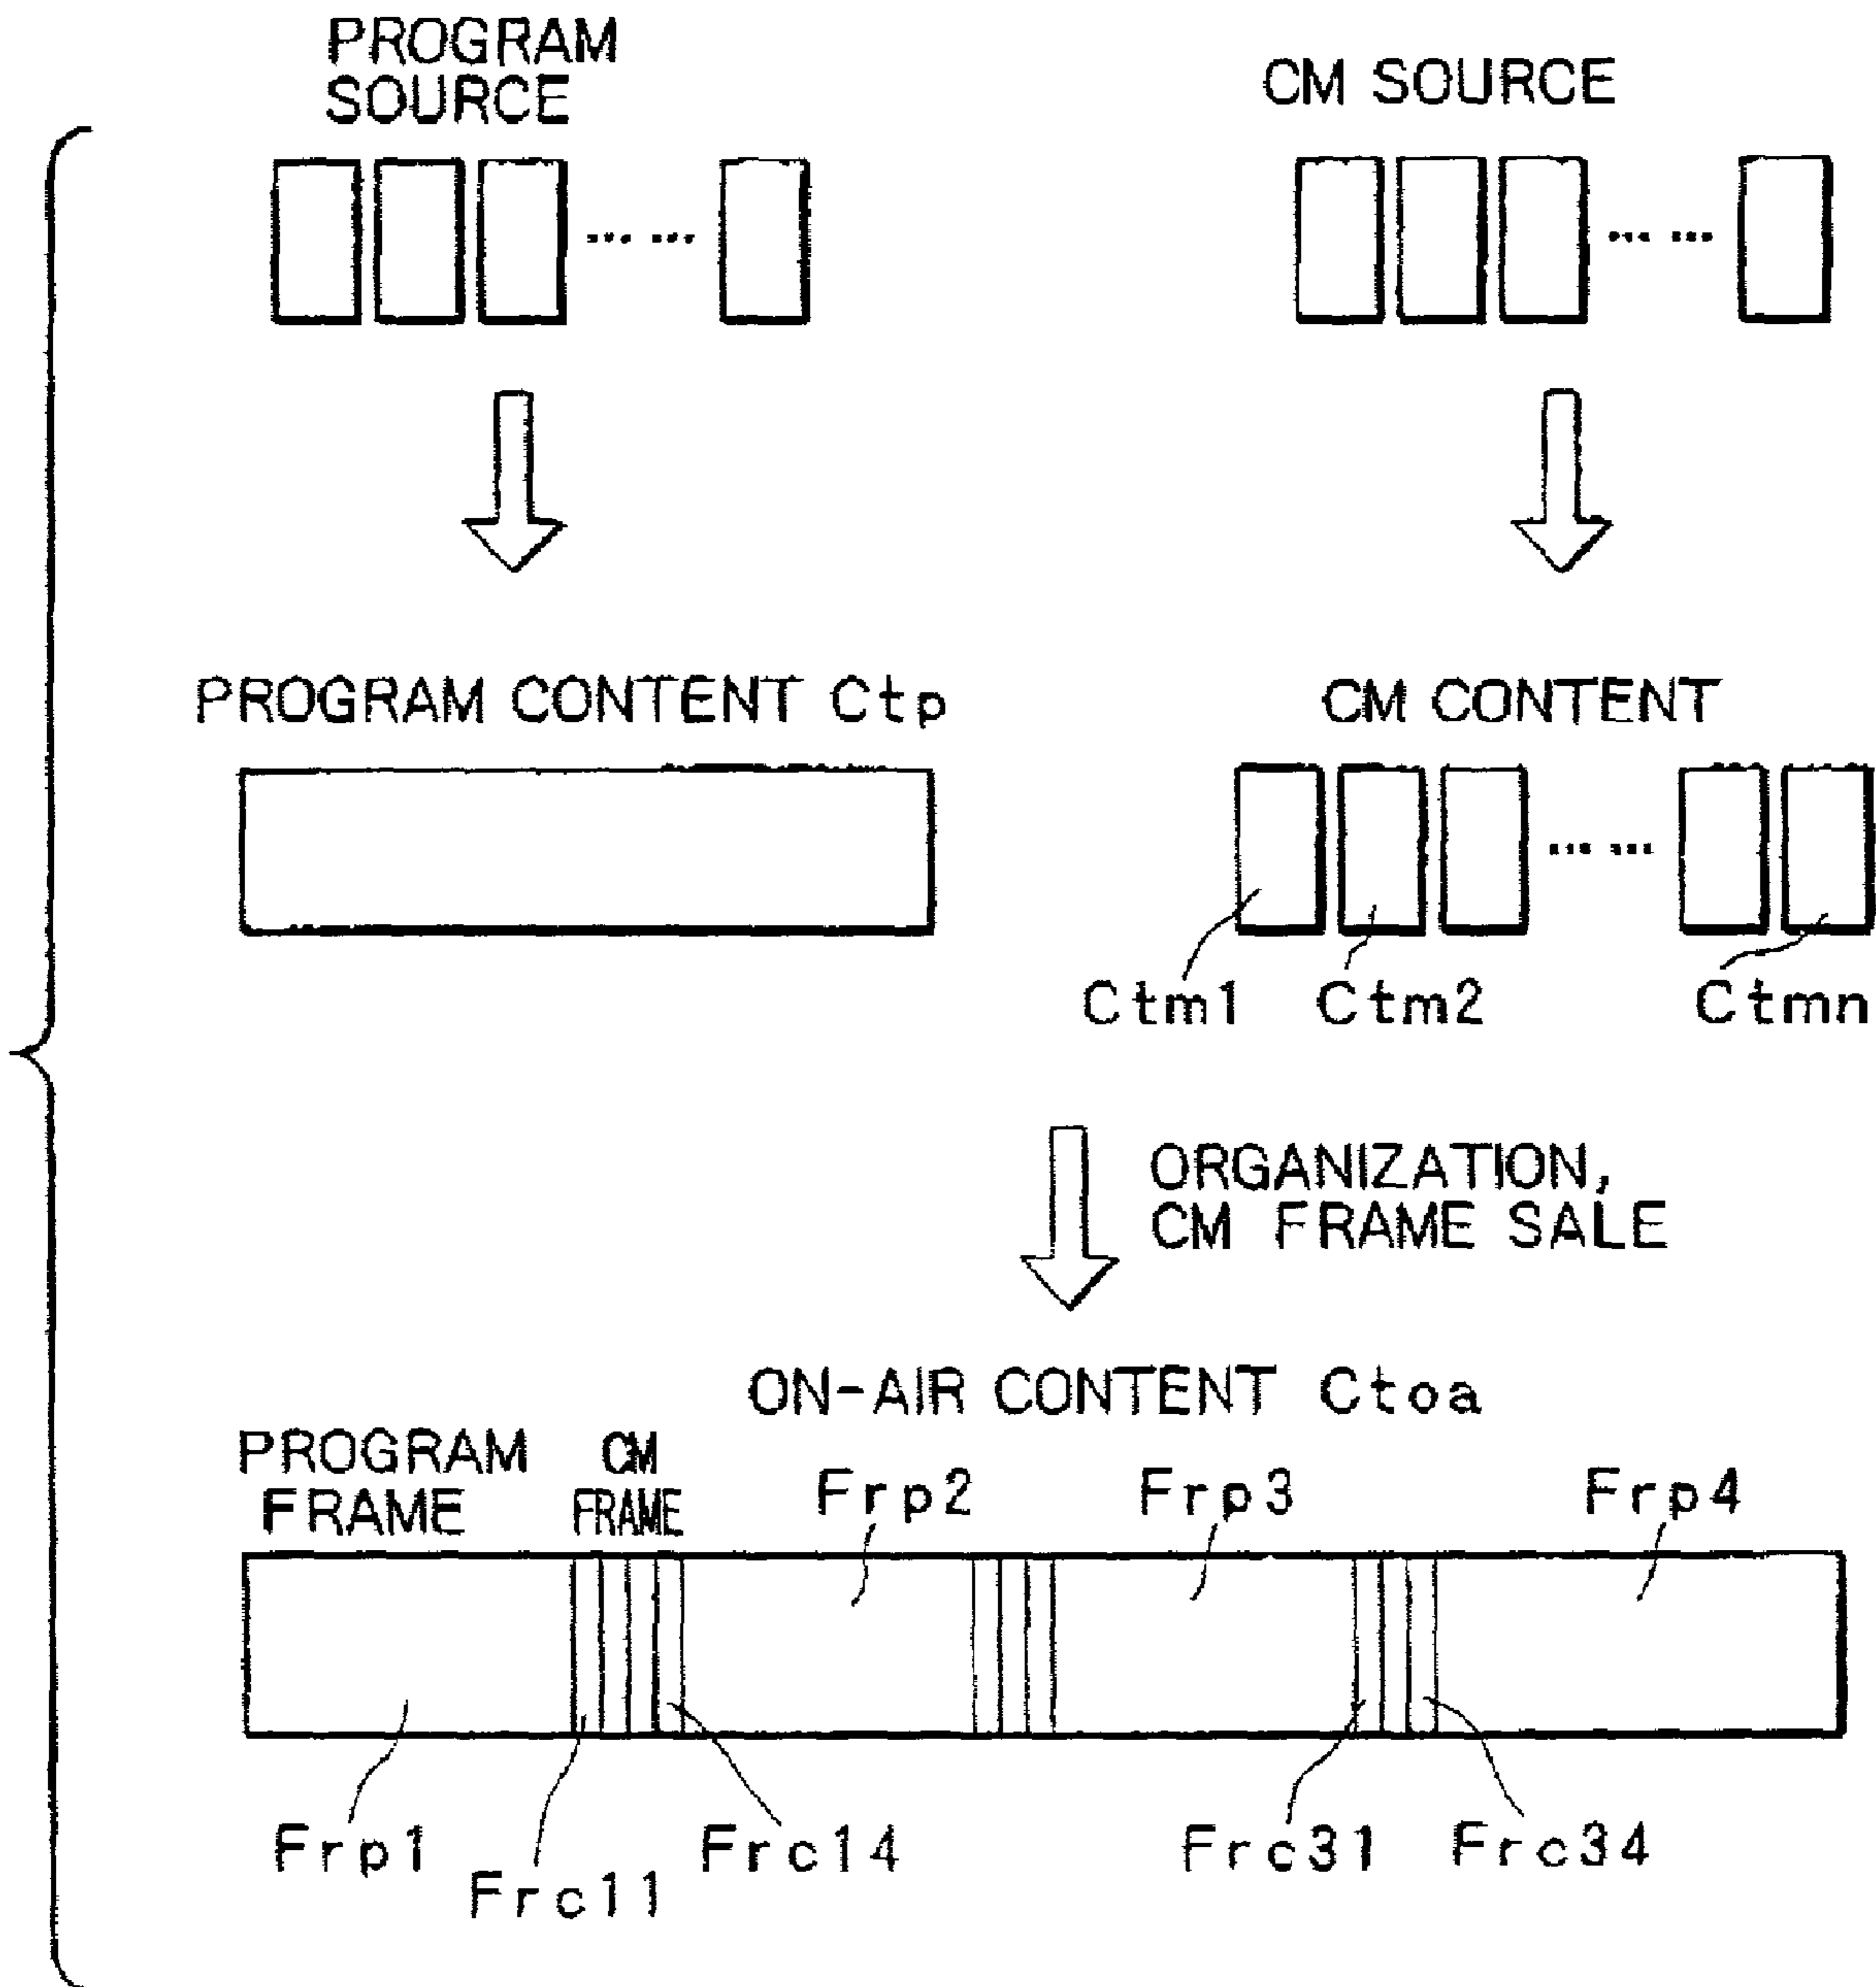 PROGRAM
SOURCE
CM SOURCE
PROGRAM CONTENT Ctp
CM CONTENT
Ctm1
Ctm2
Ctmn
ORGANIZATION,
CM FRAME SALE
ON-AIR CONTENT Ctoa
PROGRAM
FRAME
CM
FRAME
Frp2
Frp3
Frp4
Frp1
Frc11
Frc14
Frc31
Frc34